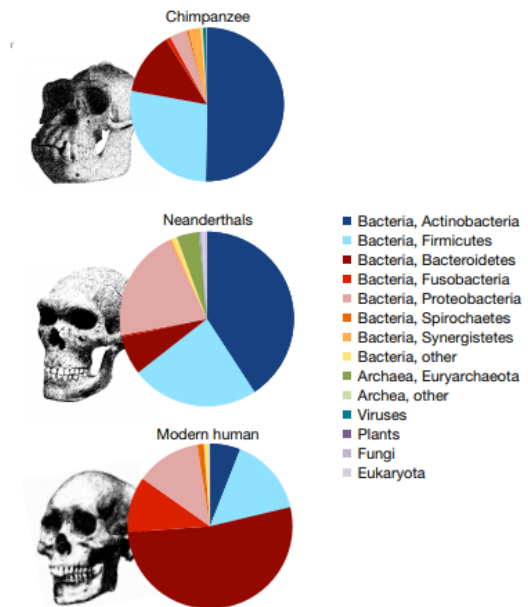 Chimpanzee
Neanderthals
Bacteria, Actinobacteria
Bacteria, Firmicutes
Bacteria, Bacteroidetes
Bacteria, Fusobacteria
Bacteria, Proteobacteria
Bacteria, Spirochaetes
Bacteria, Synergistetes
Bacteria, other
Archaea, Euryarchaeota
Archea, other
Viruses
Plants
Fungi
Eukaryota
Modern human